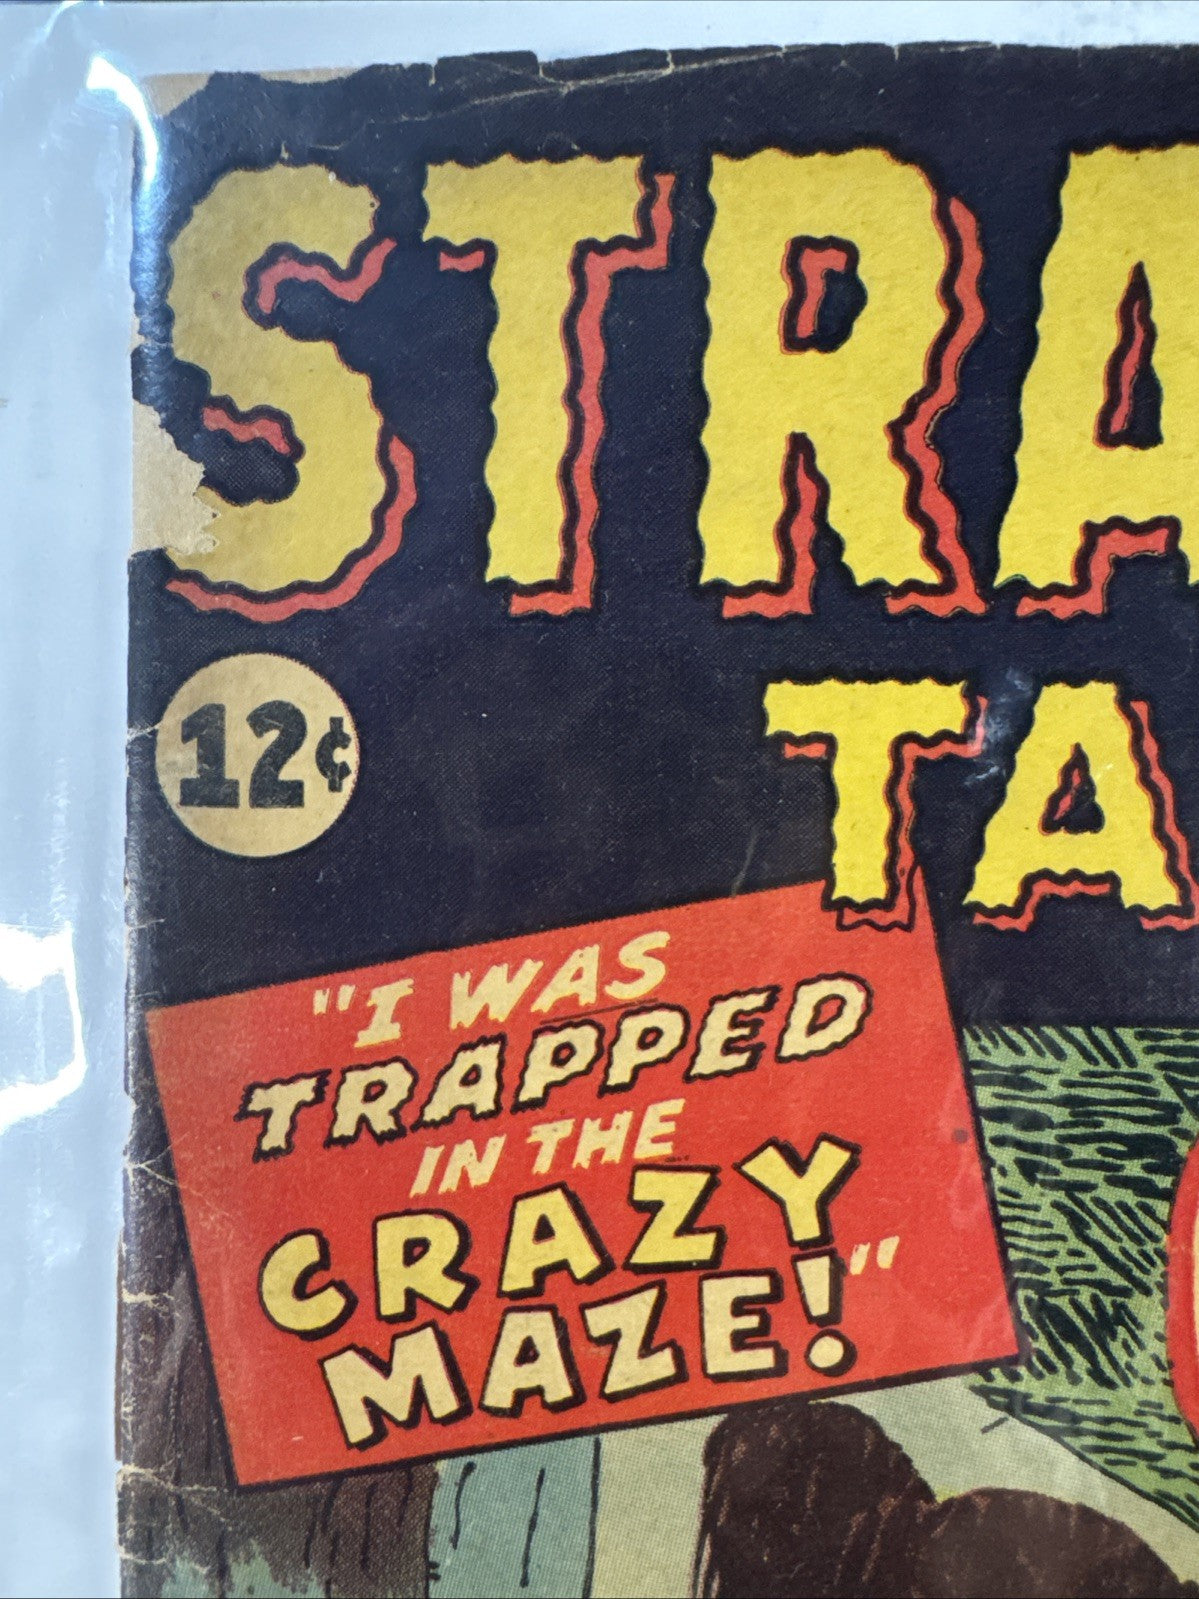 STRA
TA
12¢
"I WAS
TRAPPED
IN THE
CRAZY
MAZE!"